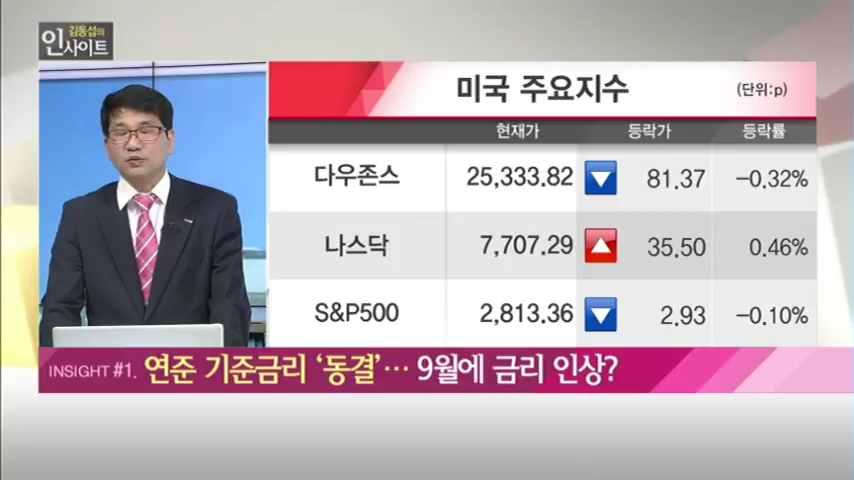 김동섭의
인사이트
미국 주요지수
(단위:p)
현재가 등락가 등락률
다우존스 25,333.82 ▼ 81.37 -0.32%
나스닥 7,707.29 ▲ 35.50 0.46%
S&P500 2,813.36 ▼ 2.93 -0.10%
INSIGHT #1. 연준 기준금리 ‘동결’… 9월에 금리 인상?